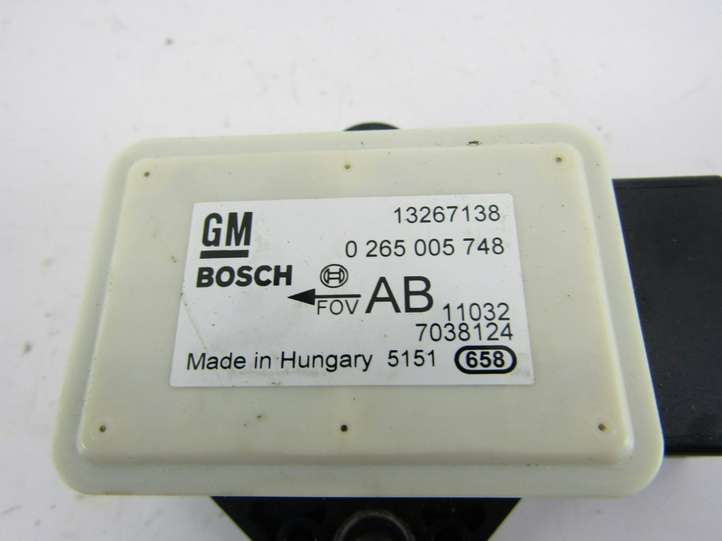 GM 13267138
0 265 005 748
BOSCH
FOV AB 11032
7038124
Made in Hungary 5151 658